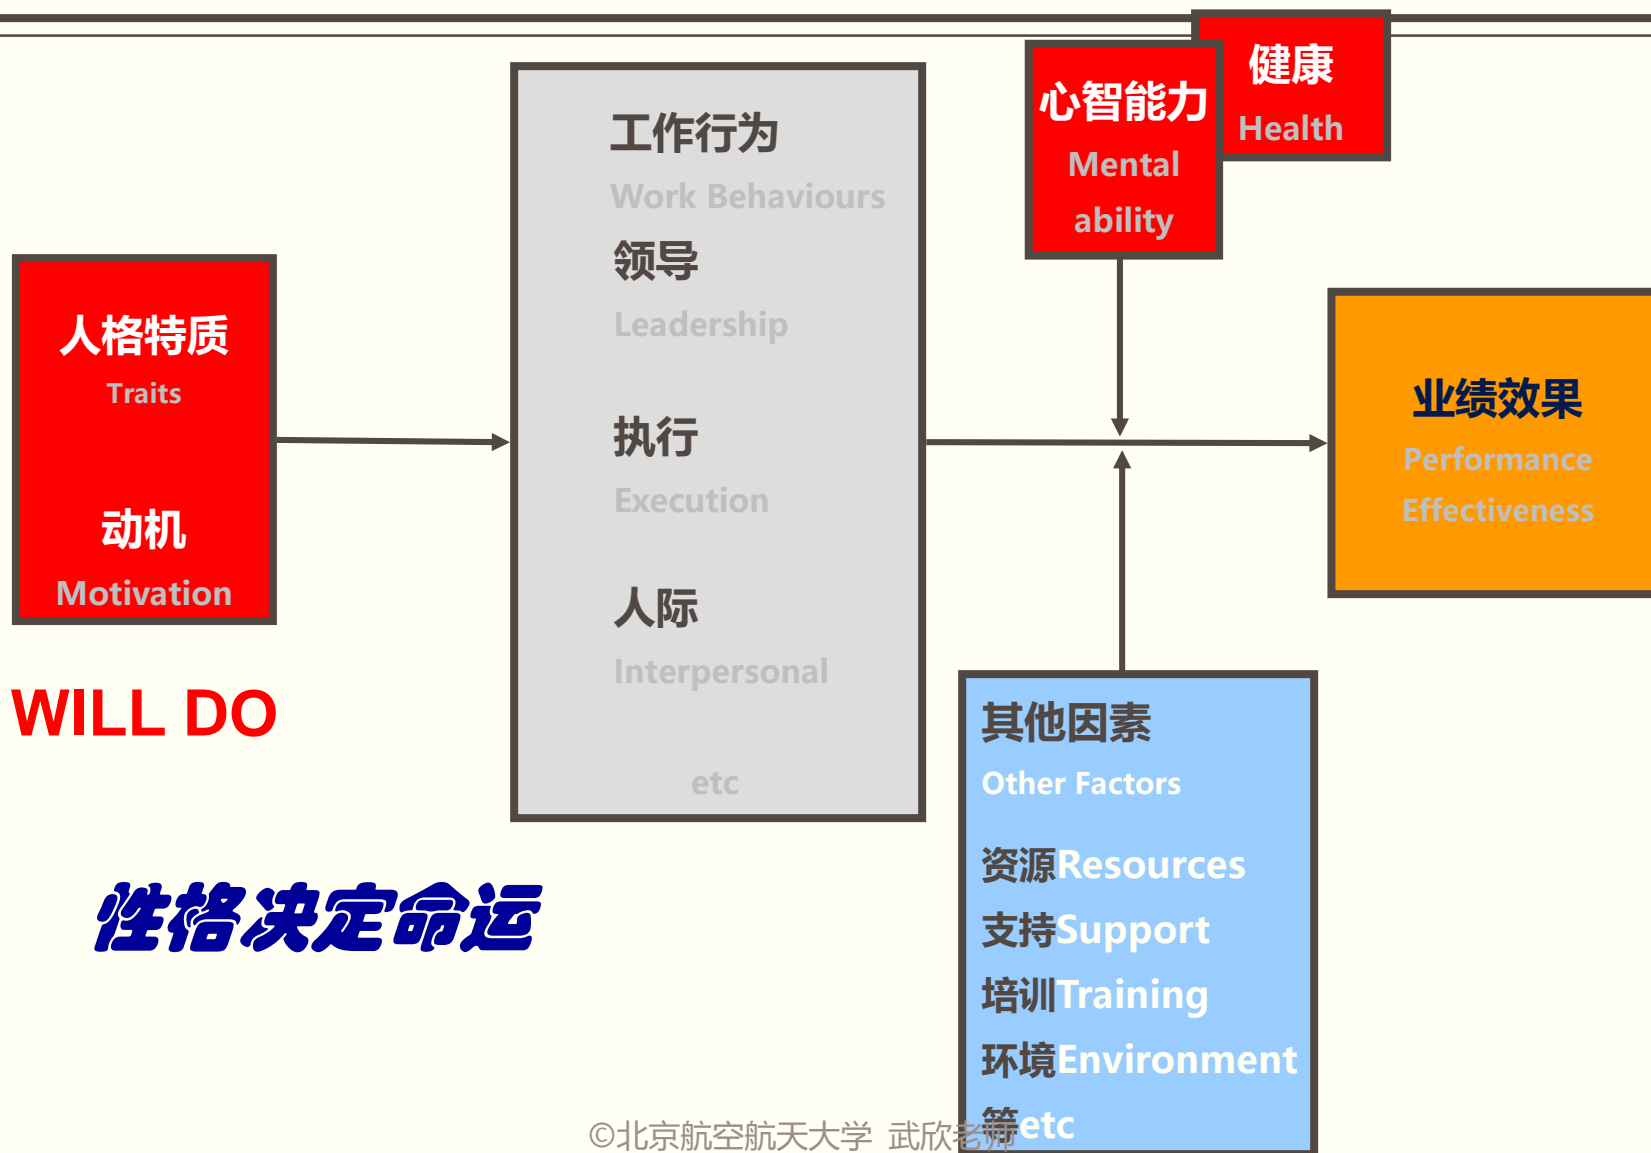 人格特质
Traits
动机
Motivation
WILL DO
性格决定命运
工作行为
Work Behaviours
领导
Leadership
执行
Execution
人际
Interpersonal
etc
心智能力
Mental
ability
健康
Health
业绩效果
Performance
Effectiveness
其他因素
Other Factors
资源Resources
支持Support
培训Training
环境Environment
等etc
©北京航空航天大学 武欣老师